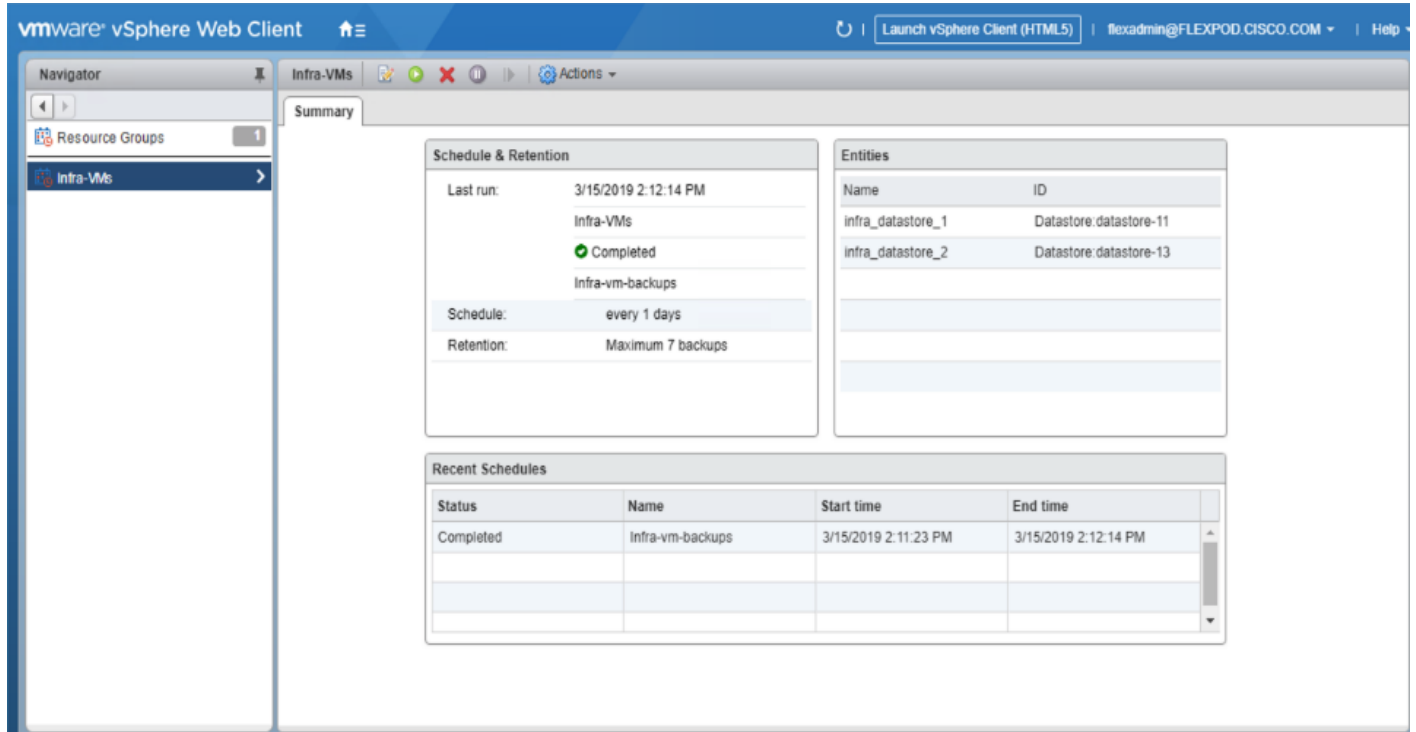 vmware® vSphere Web Client
Launch vSphere Client (HTML5) | flexadmin@FLEXPOD.CISCO.COM | Help
Navigator
Resource Groups 1
Infra-VMs
Infra-VMs Actions
Summary
Schedule & Retention
Last run: 3/15/2019 2:12:14 PM
Infra-VMs
Completed
Infra-vm-backups
Schedule: every 1 days
Retention: Maximum 7 backups
Entities
Name ID
infra_datastore_1 Datastore:datastore-11
infra_datastore_2 Datastore:datastore-13
Recent Schedules
Status Name Start time End time
Completed Infra-vm-backups 3/15/2019 2:11:23 PM 3/15/2019 2:12:14 PM